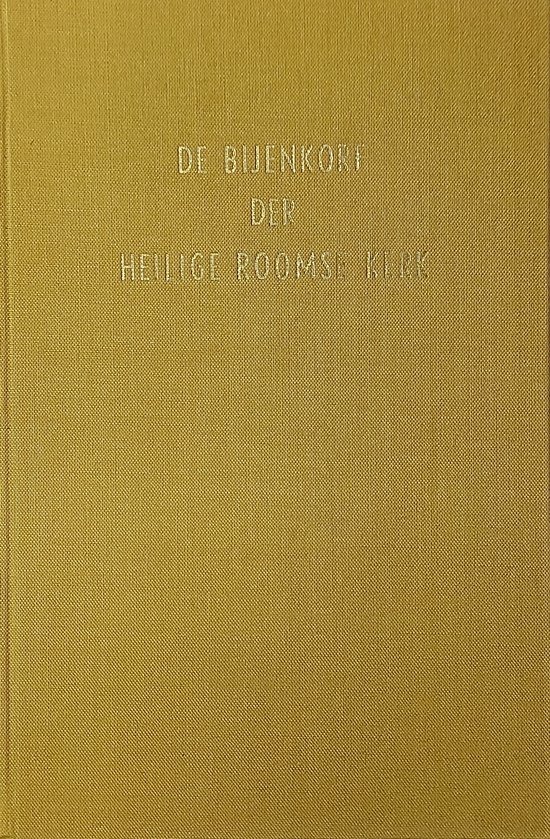 DE BIJENKORF
DER
HEILIGE ROOMSE KERK